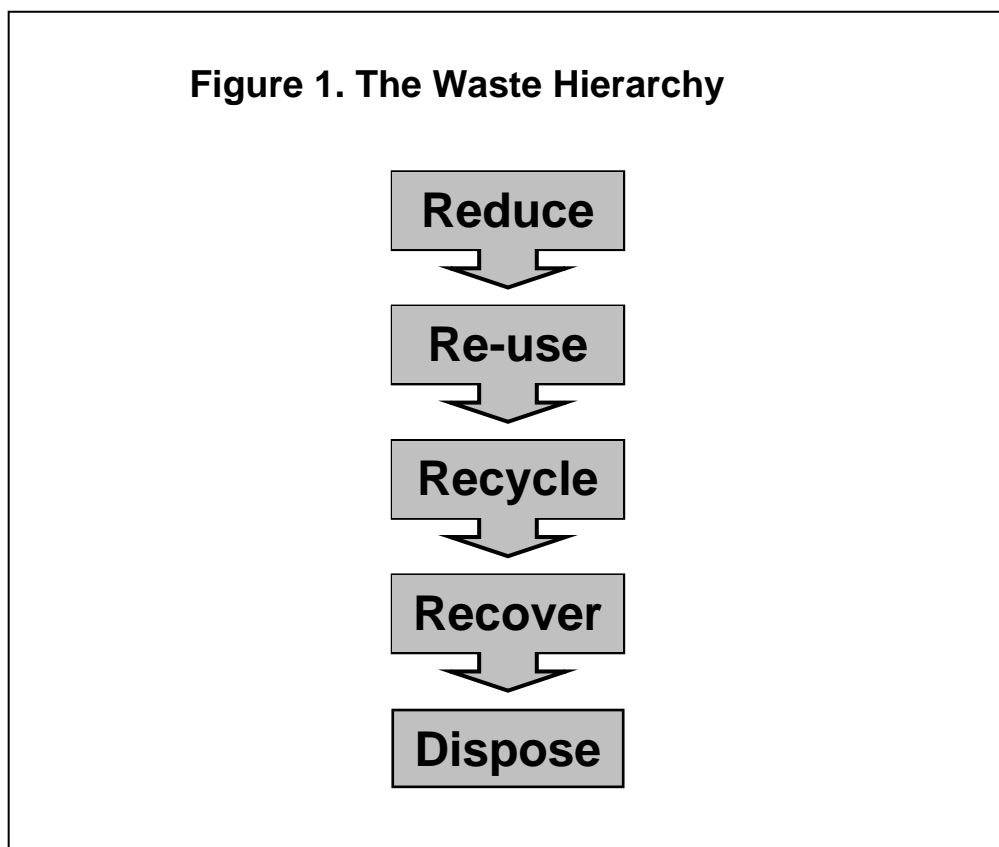 Figure 1. The Waste Hierarchy
Reduce
Re-use
Recycle
Recover
Dispose